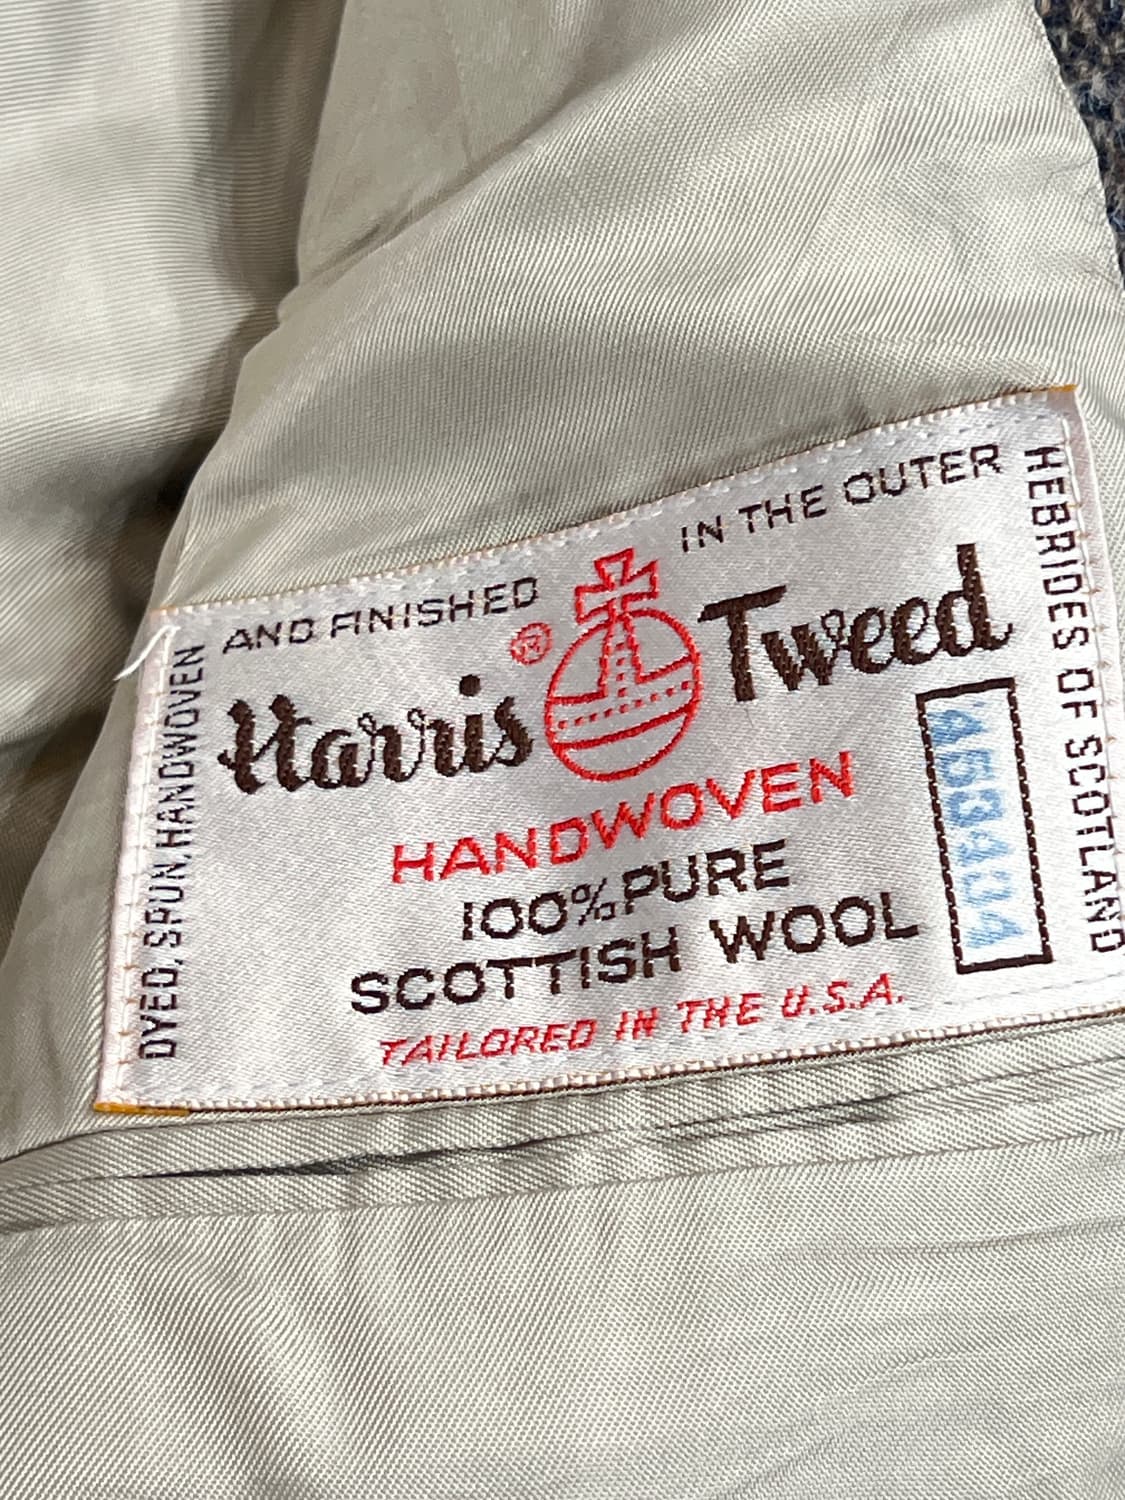 DYED, SPUN, HANDWOVEN
AND FINISHED
IN THE OUTER
HEBRIDES OF SCOTLAND
®
Harris Tweed
HANDWOVEN
100% PURE
SCOTTISH WOOL
TAILORED IN THE U.S.A.